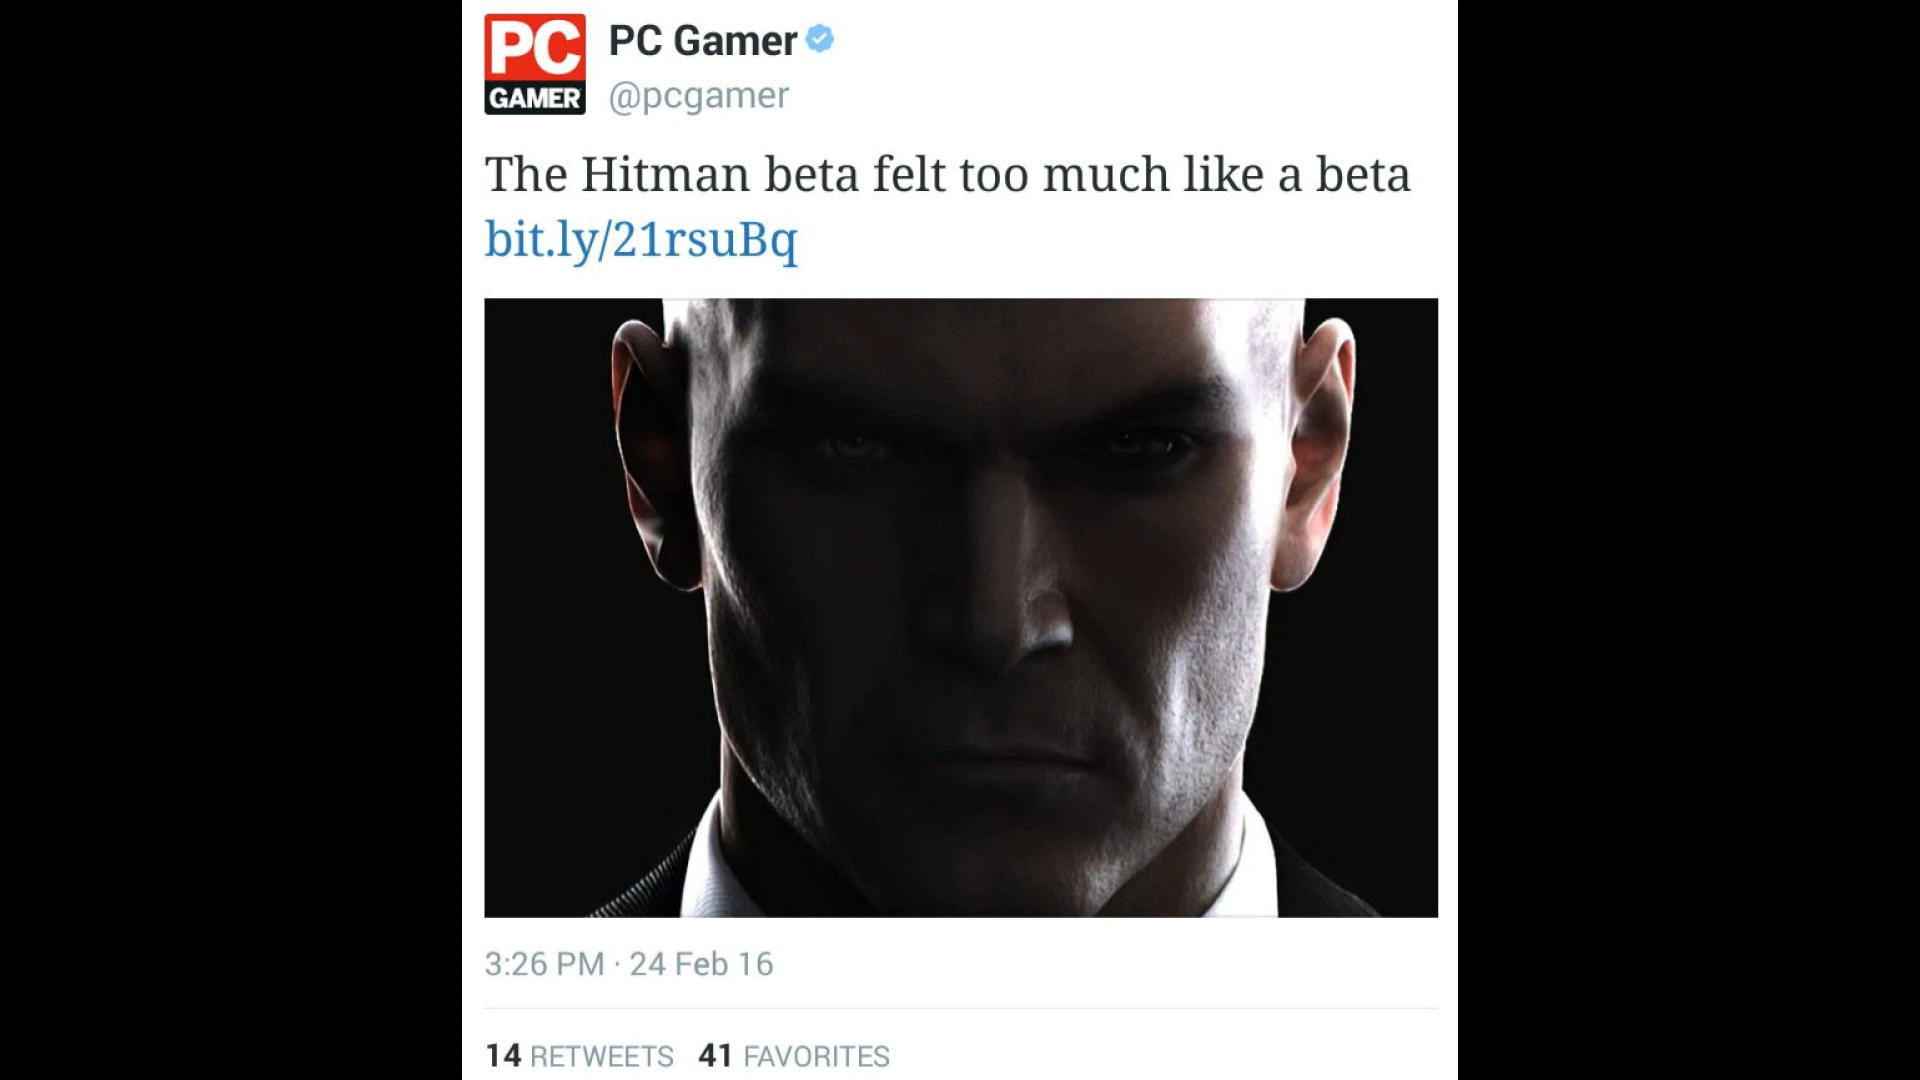 PC
GAMER
PC Gamer
@pcgamer
The Hitman beta felt too much like a beta
bit.ly/21rsuBq
3:26 PM · 24 Feb 16
14 RETWEETS 41 FAVORITES